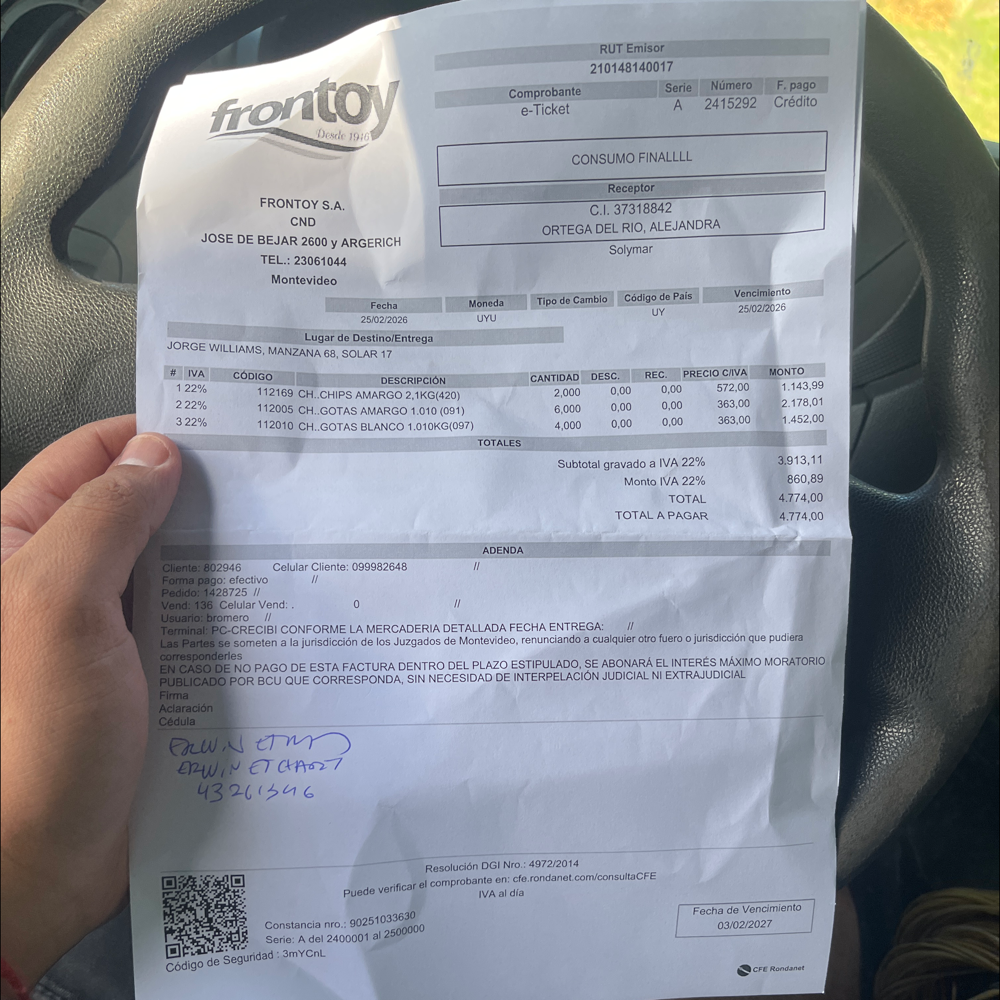 frontoy
Desde 1916
RUT Emisor
210148140017
Comprobante Serie Número F. pago
e-Ticket A 2415292 Crédito
CONSUMO FINALLLL
Receptor
C.I. 37318842
ORTEGA DEL RIO, ALEJANDRA
Solymar
FRONTOY S.A.
CND
JOSE DE BEJAR 2600 y ARGERICH
TEL.: 23061044
Montevideo
Fecha Moneda Tipo de Cambio Código de País Vencimiento
25/02/2026 UYU UY 25/02/2026
Lugar de Destino/Entrega
JORGE WILLIAMS, MANZANA 68, SOLAR 17
# IVA CÓDIGO DESCRIPCIÓN CANTIDAD DESC. REC. PRECIO C/IVA MONTO
1 22% 112169 CH..CHIPS AMARGO 2,1KG(420) 2,000 0,00 0,00 572,00 1.143,99
2 22% 112005 CH..GOTAS AMARGO 1.010 (091) 6,000 0,00 0,00 363,00 2.178,01
3 22% 112010 CH..GOTAS BLANCO 1.010KG(097) 4,000 0,00 0,00 363,00 1.452,00
TOTALES
Subtotal gravado a IVA 22% 3.913,11
Monto IVA 22% 860,89
TOTAL 4.774,00
TOTAL A PAGAR 4.774,00
ADENDA
Cliente: 802946 Celular Cliente: 099982648 //
Forma pago: efectivo //
Pedido: 1428725 //
Vend: 136 Celular Vend: . 0 //
Usuario: bromero //
Terminal: PC-CRECIBI CONFORME LA MERCADERIA DETALLADA FECHA ENTREGA: //
Las Partes se someten a la jurisdicción de los Juzgados de Montevideo, renunciando a cualquier otro fuero o jurisdicción que pudiera
corresponderles
EN CASO DE NO PAGO DE ESTA FACTURA DENTRO DEL PLAZO ESTIPULADO, SE ABONARÁ EL INTERÉS MÁXIMO MORATORIO
PUBLICADO POR BCU QUE CORRESPONDA, SIN NECESIDAD DE INTERPELACIÓN JUDICIAL NI EXTRAJUDICIAL
Firma
Aclaración
Cédula
ERWIN
ERWIN
Resolución DGI Nro.: 4972/2014
Puede verificar el comprobante en: cfe.rondanet.com/consultaCFE
IVA al día
Constancia nro.: 90251033630
Serie: A del 2400001 al 2500000
Código de Seguridad : 3mYCnL
Fecha de Vencimiento
03/02/2027
CFE Rondanet